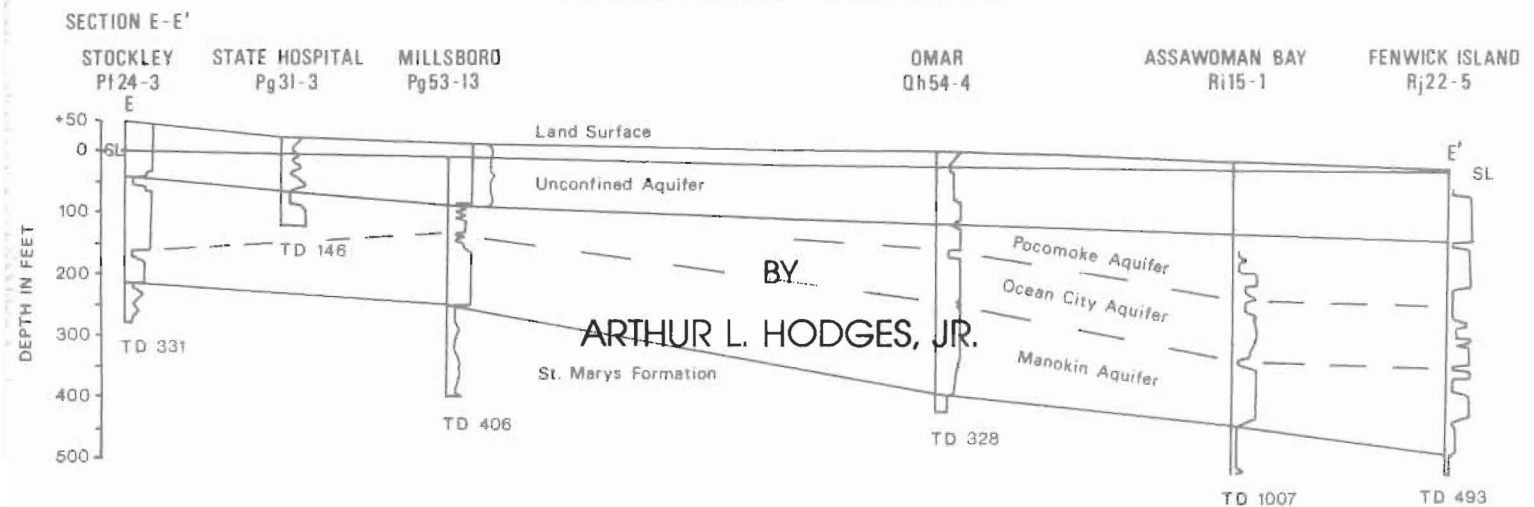 SECTION E-E'
STOCKLEY STATE HOSPITAL MILLSBORO OMAR ASSAWOMAN BAY FENWICK ISLAND
Pf24-3 Pg31-3 Pg53-13 Qh54-4 Ri15-1 Rj22-5
E
+50
Land Surface
0 SL
E'
SL
Unconfined Aquifer
100
Pocomoke Aquifer
TD 146
200
BY
Ocean City Aquifer
DEPTH IN FEET
300
ARTHUR L. HODGES, JR.
TD 331
Manokin Aquifer
St. Marys Formation
400
TD 406
TD 328
500
TD 1007
TD 493